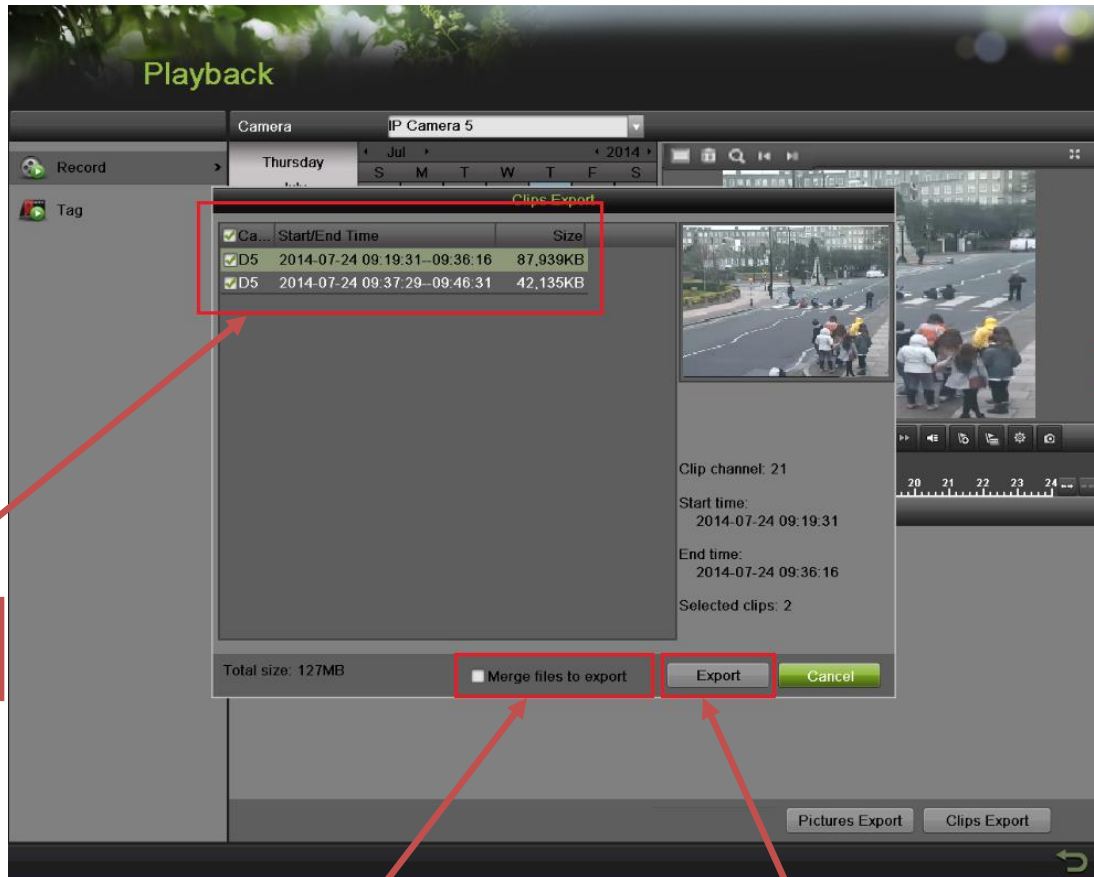 Playback
Camera IP Camera 5
Record
Tag
Thursday
Jul 2014
S M T W T F S
Clips Export
Ca... Start/End Time Size
D5 2014-07-24 09:19:31--09:36:16 87,939KB
D5 2014-07-24 09:37:29--09:46:31 42,135KB
Clip channel: 21
Start time:
2014-07-24 09:19:31
End time:
2014-07-24 09:36:16
Selected clips: 2
20 21 22 23 24
Total size: 127MB
Merge files to export
Export
Cancel
Pictures Export
Clips Export